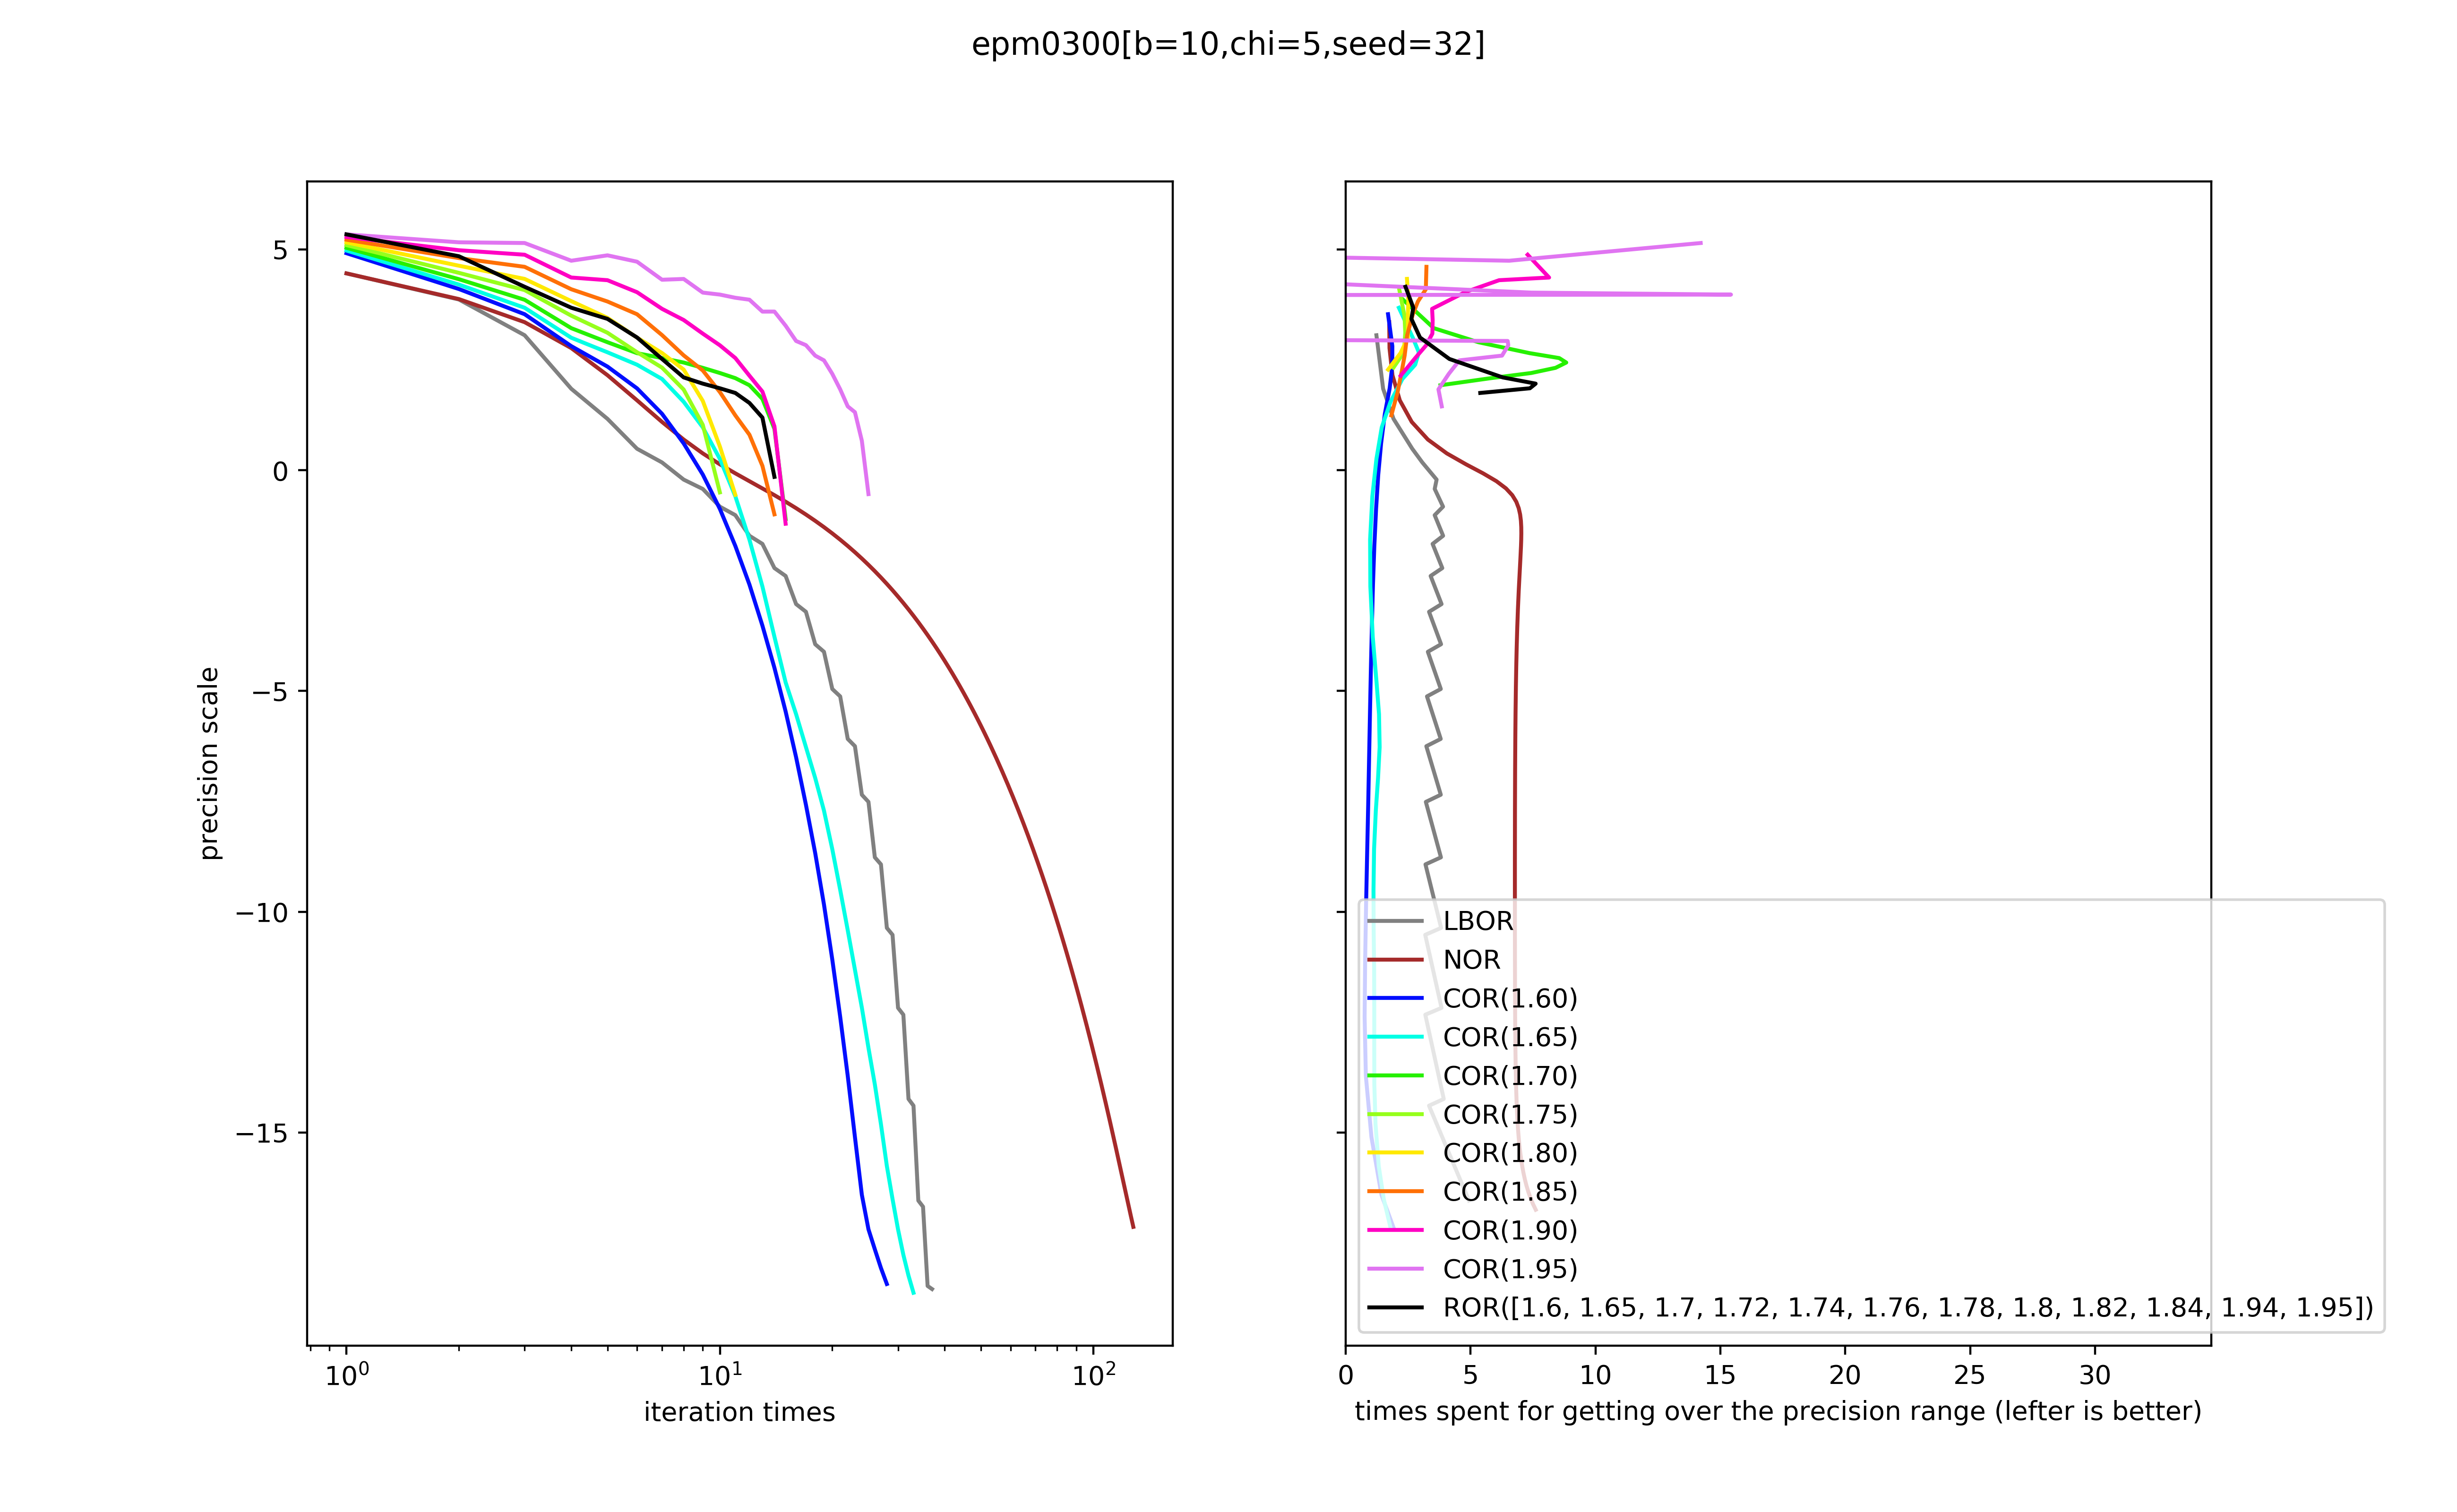 epm0300[b=10,chi=5,seed=32]
precision scale
5
0
−5
−10
−15
10⁰
10¹
10²
iteration times
LBOR
NOR
COR(1.60)
COR(1.65)
COR(1.70)
COR(1.75)
COR(1.80)
COR(1.85)
COR(1.90)
COR(1.95)
ROR([1.6, 1.65, 1.7, 1.72, 1.74, 1.76, 1.78, 1.8, 1.82, 1.84, 1.94, 1.95])
0 5 10 15 20 25 30
times spent for getting over the precision range (lefter is better)